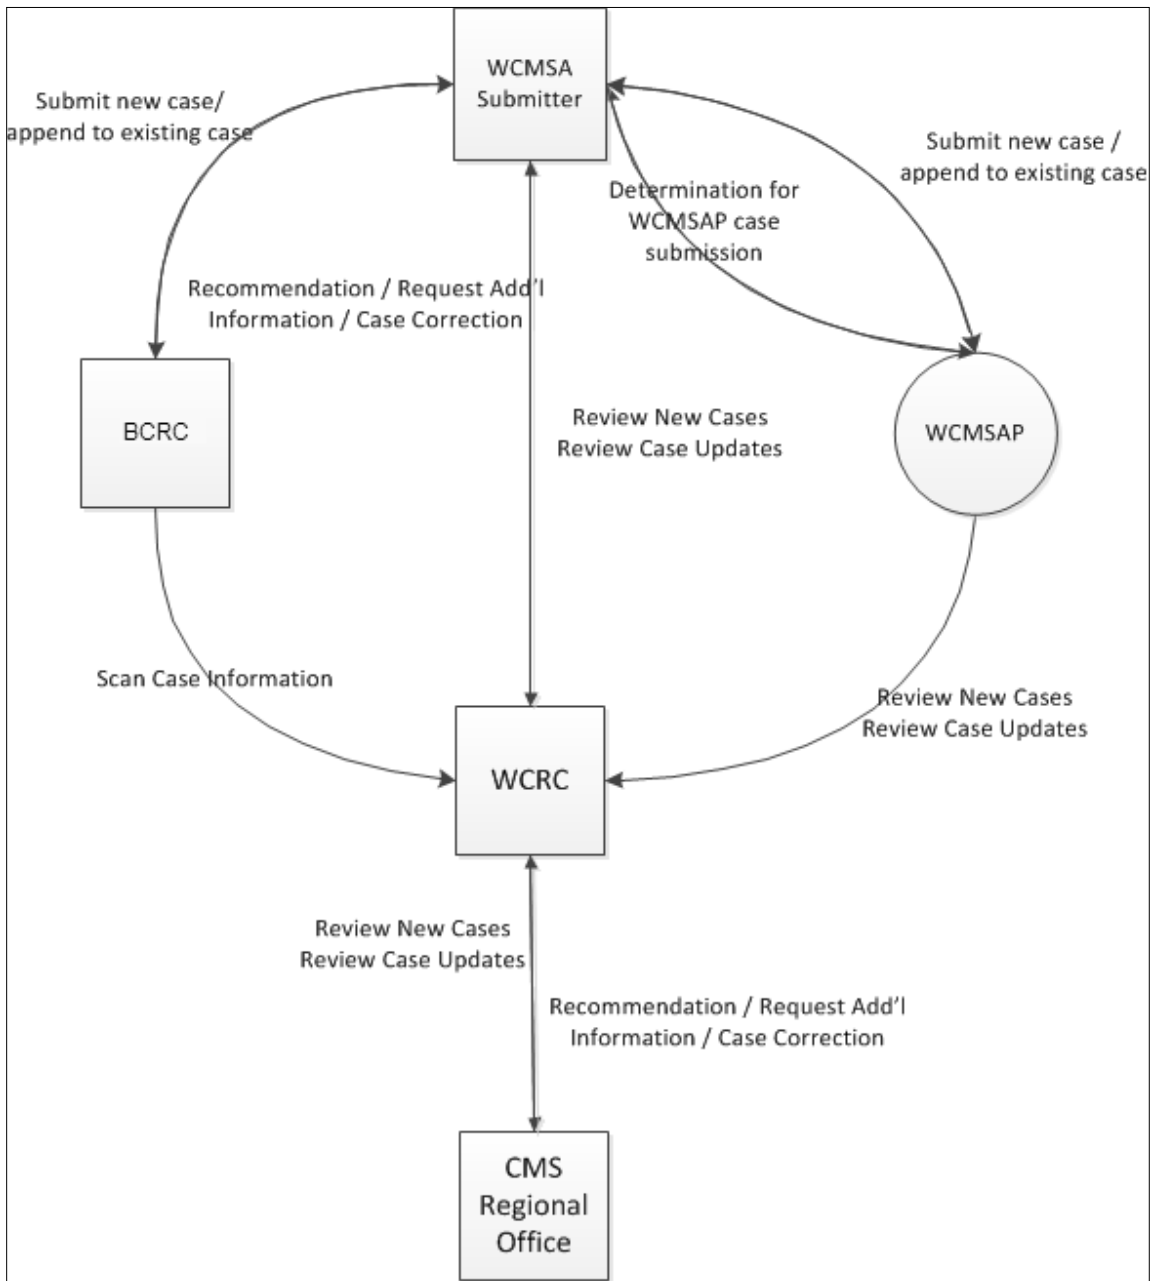 WCMSA
Submitter
Submit new case/
append to existing case
Submit new case /
append to existing case
Determination for
WCMSAP case
submission
Recommendation / Request Add'l
Information / Case Correction
BCRC
Review New Cases
Review Case Updates
WCMSAP
Scan Case Information
Review New Cases
Review Case Updates
WCRC
Review New Cases
Review Case Updates
Recommendation / Request Add'l
Information / Case Correction
CMS
Regional
Office